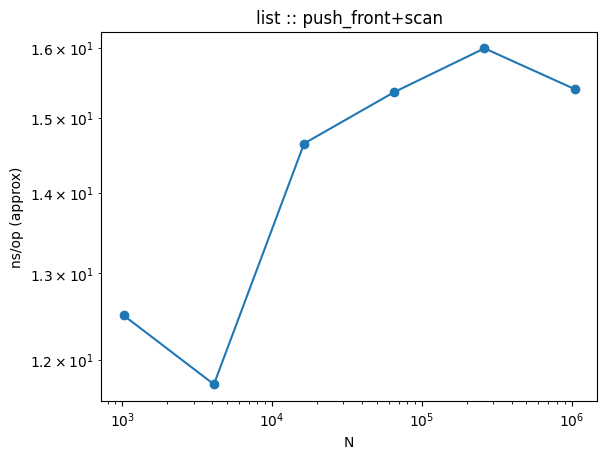 list :: push_front+scan
1.6 × 10¹
1.5 × 10¹
1.4 × 10¹
1.3 × 10¹
1.2 × 10¹
ns/op (approx)
10³ 10⁴ 10⁵ 10⁶
N